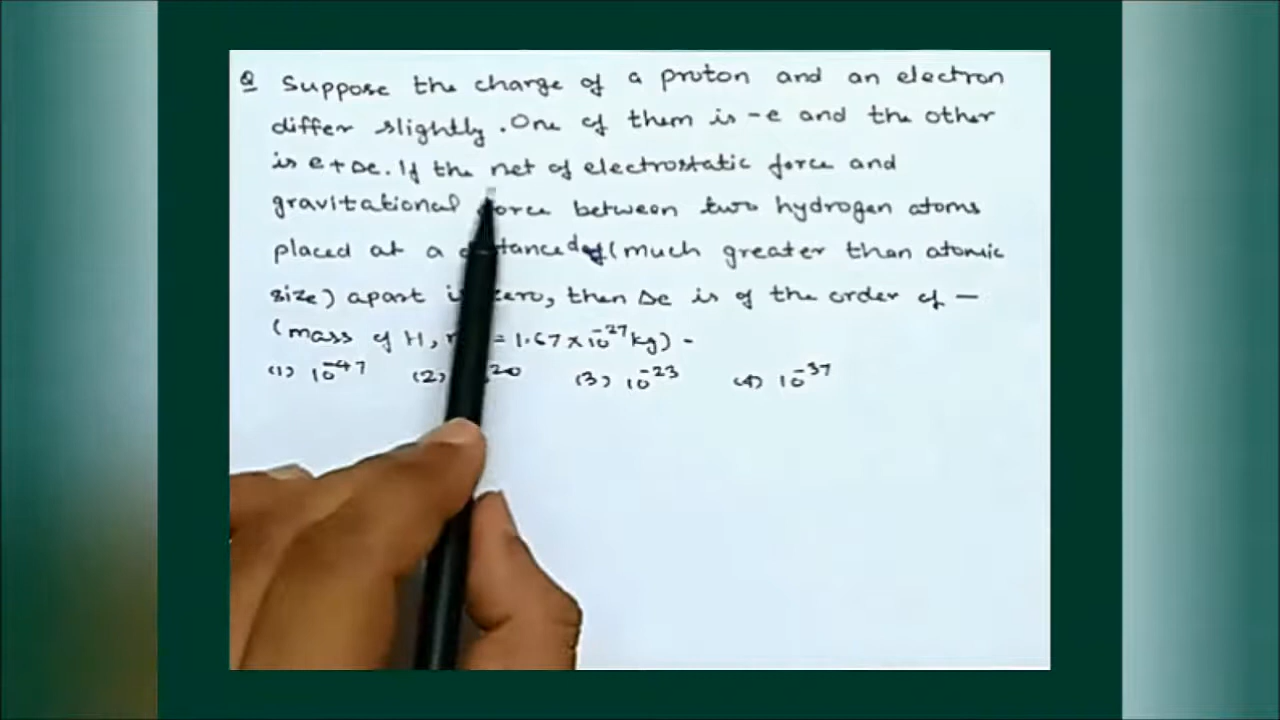 Q Suppose the charge of a proton and an electron
differ slightly. One of them is -e and the other
is e+Δe. If the net of electrostatic force and
gravitational force between two hydrogen atoms
placed at a distance d (much greater than atomic
size) apart is zero, then Δe is of the order of —
(mass of H, = 1.67×10⁻²⁷ kg) -
(1) 10⁻⁴⁷ (2) (3) 10⁻²³ (4) 10⁻³⁷